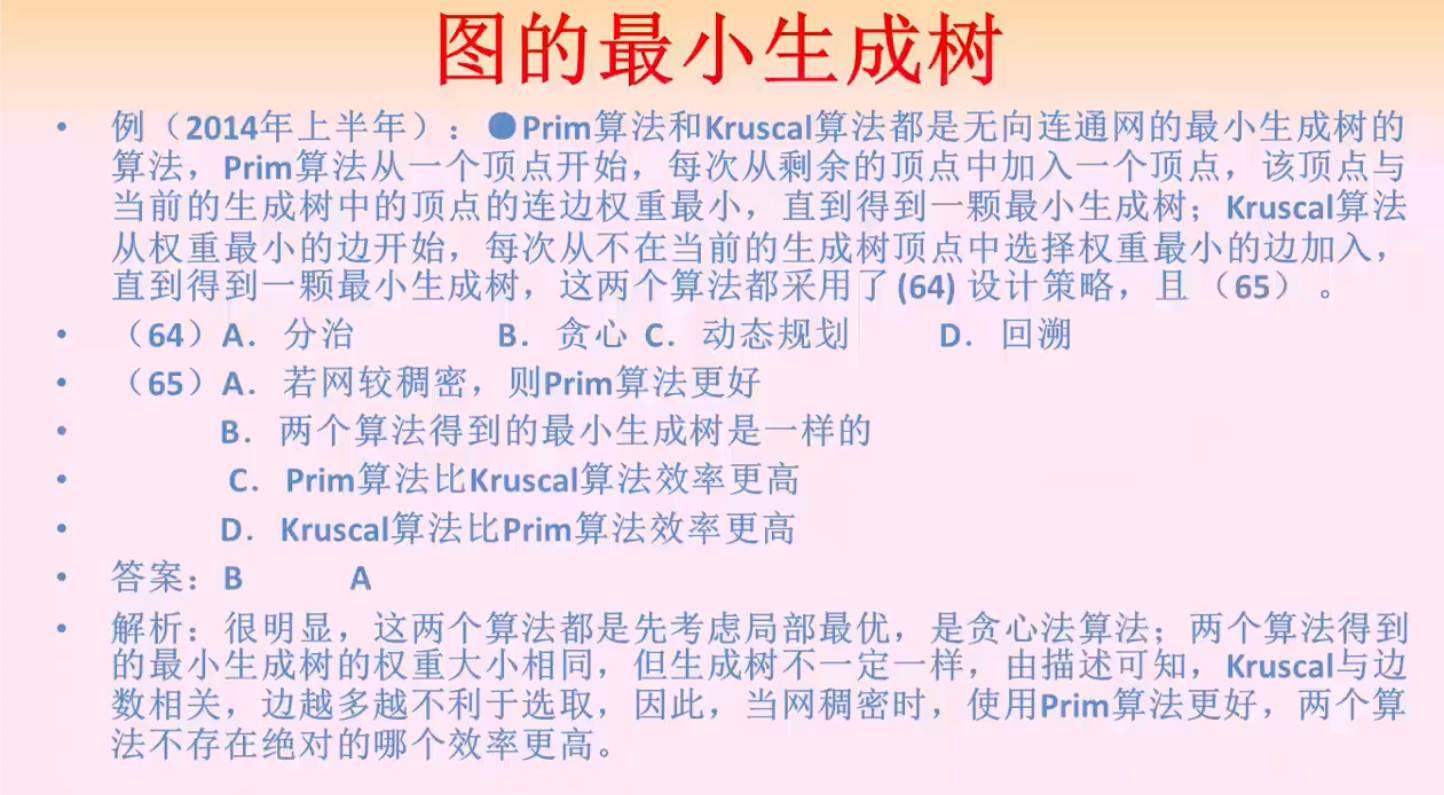 图的最小生成树
• 例（2014年上半年）：●Prim算法和Kruscal算法都是无向连通网的最小生成树的
算法，Prim算法从一个顶点开始，每次从剩余的顶点中加入一个顶点，该顶点与
当前的生成树中的顶点的连边权重最小，直到得到一颗最小生成树；Kruscal算法
从权重最小的边开始，每次从不在当前的生成树顶点中选择权重最小的边加入，
直到得到一颗最小生成树，这两个算法都采用了(64) 设计策略，且 （65） 。
• （64）A． 分治 B． 贪心 C． 动态规划 D． 回溯
• （65）A． 若网较稠密，则Prim算法更好
• B． 两个算法得到的最小生成树是一样的
• C． Prim算法比Kruscal算法效率更高
• D． Kruscal算法比Prim算法效率更高
• 答案：B A
• 解析：很明显，这两个算法都是先考虑局部最优，是贪心法算法；两个算法得到
的最小生成树的权重大小相同，但生成树不一定一样，由描述可知，Kruscal与边
数相关，边越多越不利于选取，因此，当网稠密时，使用Prim算法更好，两个算
法不存在绝对的哪个效率更高。